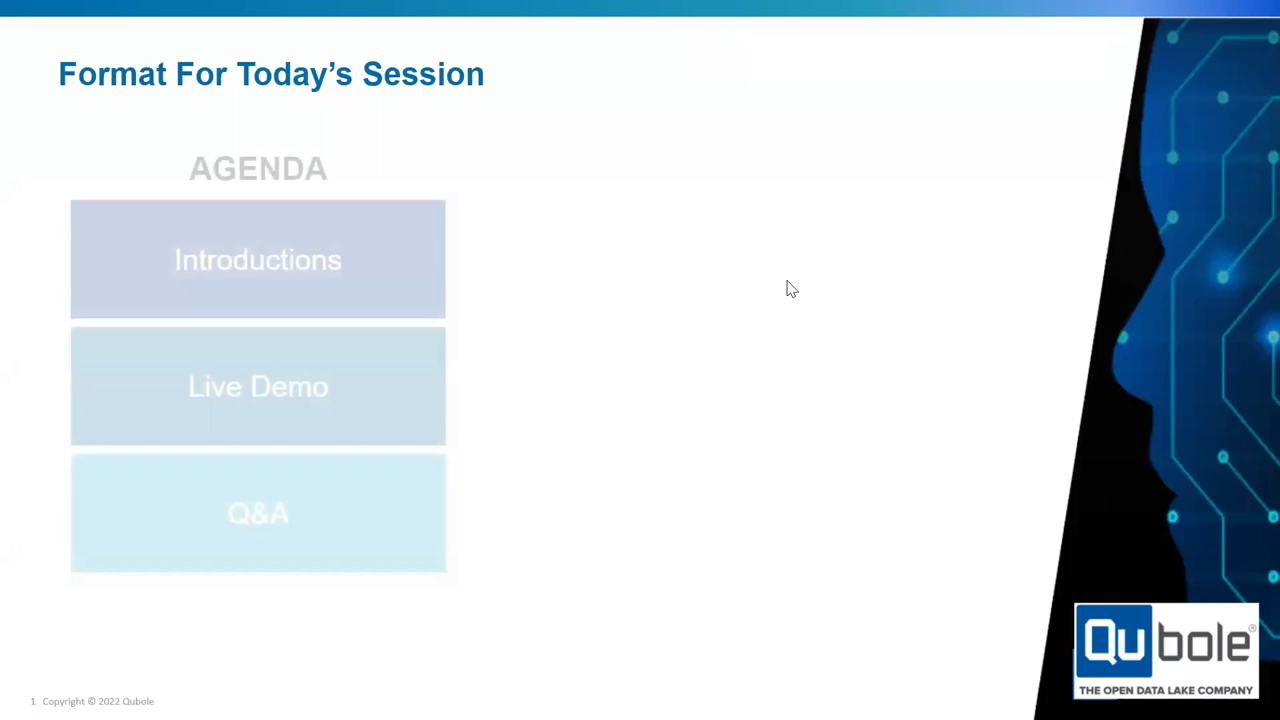 Format For Today's Session
AGENDA
Introductions
Live Demo
Q&A
Qubole®
THE OPEN DATA LAKE COMPANY
1 Copyright © 2022 Qubole